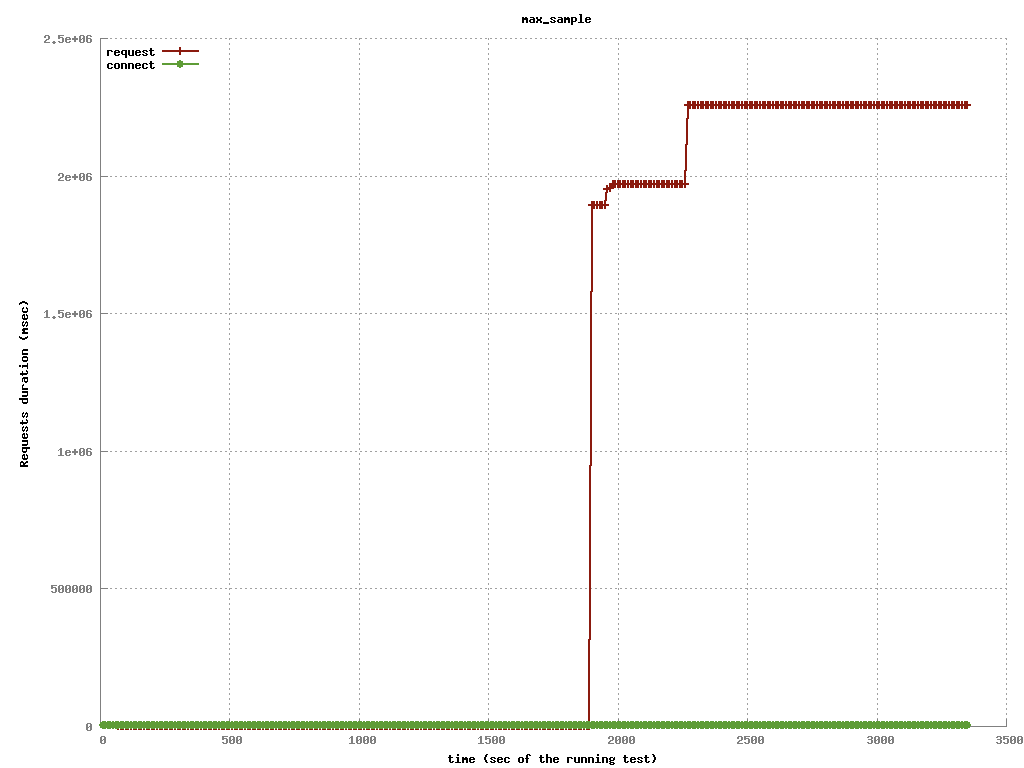 max_sample
2.5e+06
request
connect
2e+06
1.5e+06
Requests duration (msec)
1e+06
500000
0
0 500 1000 1500 2000 2500 3000 3500
time (sec of the running test)